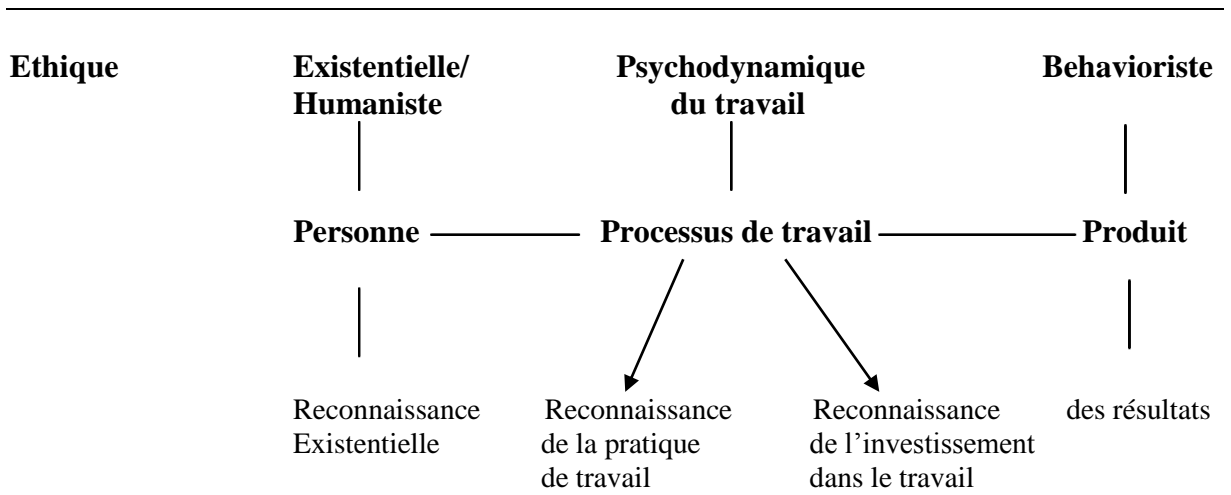 Ethique Existentielle/ Psychodynamique Behavioriste
Humaniste du travail
Personne Processus de travail Produit
Reconnaissance Reconnaissance Reconnaissance des résultats
Existentielle de la pratique de l’investissement
de travail dans le travail